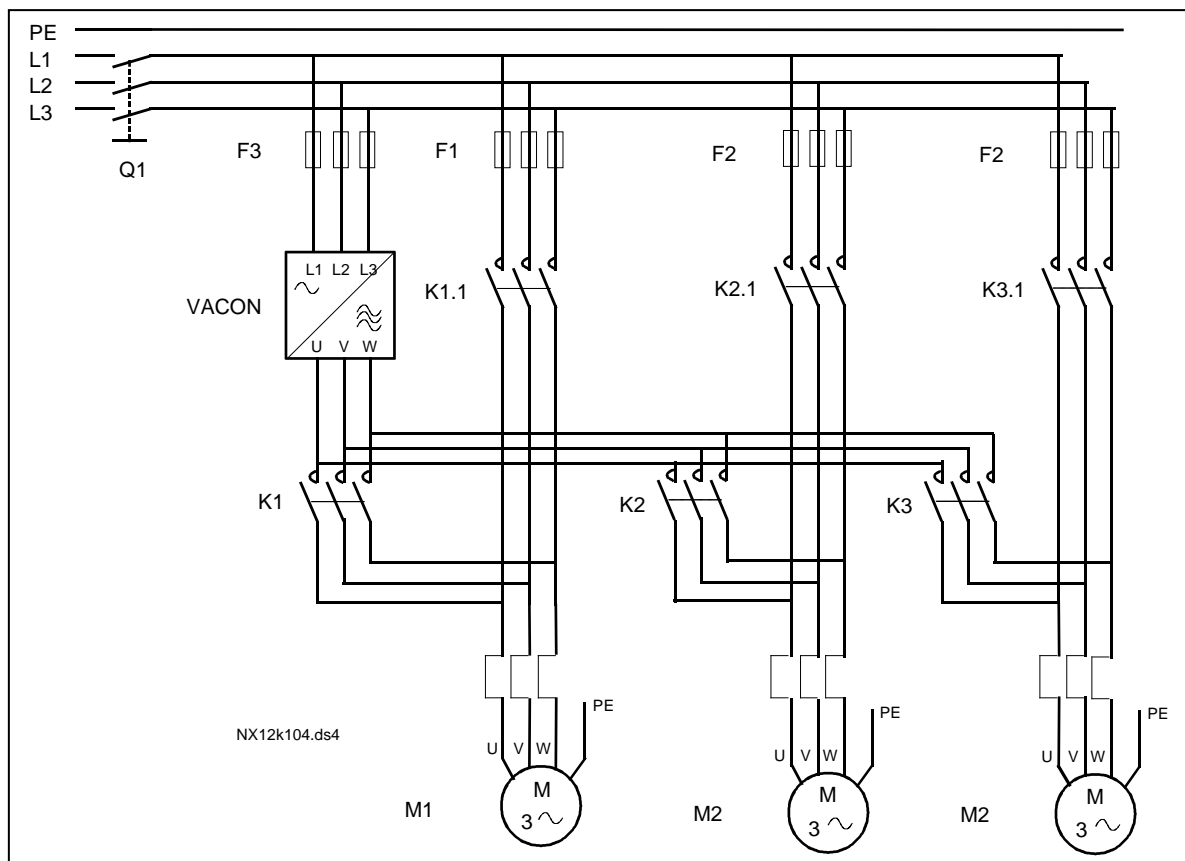 PE
L1
L2
L3
Q1
F3
F1
F2
F2
L1 L2 L3
VACON
U V W
K1.1
K2.1
K3.1
K1
K2
K3
PE
PE
PE
NX12k104.ds4
U V W
U V W
U V W
M1
M
3
M2
M
3
M2
M
3